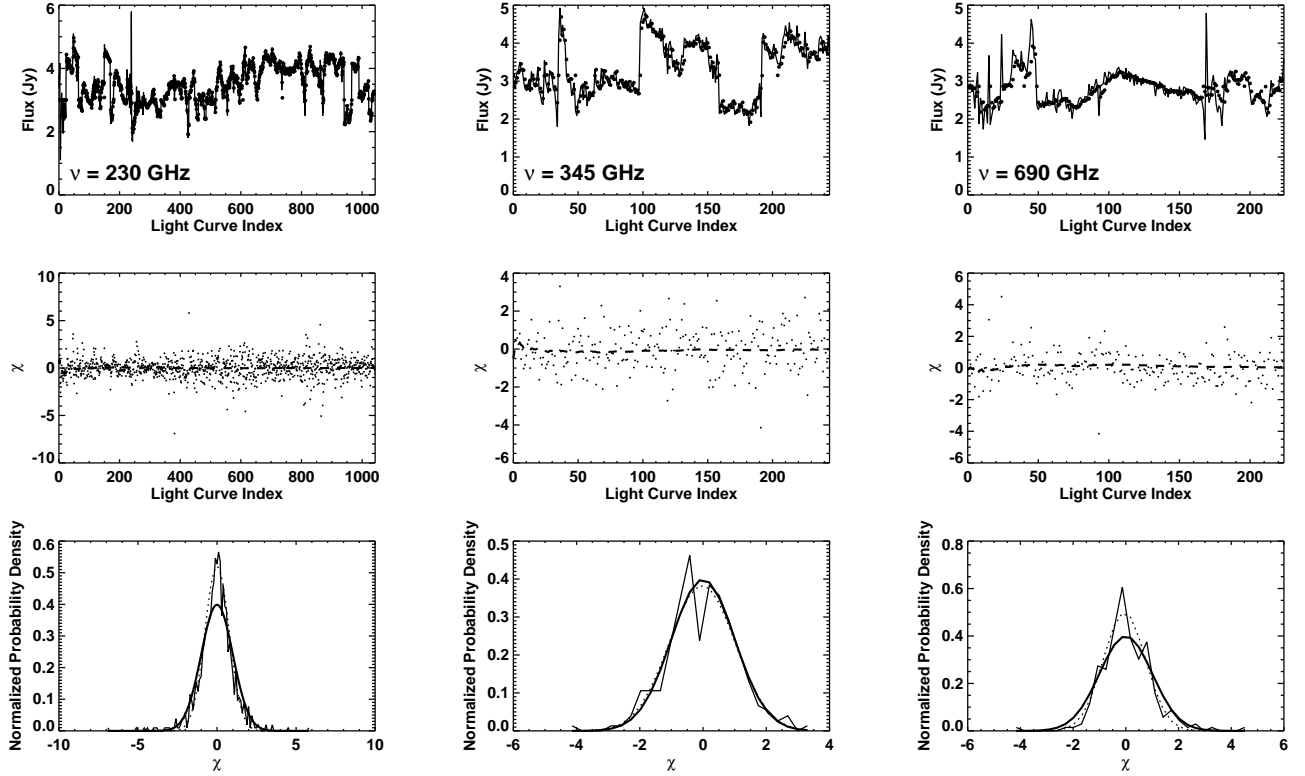 Flux (Jy)
6
4
2
0
ν = 230 GHz
0 200 400 600 800 1000
Light Curve Index
Flux (Jy)
5
4
3
2
1
0
ν = 345 GHz
0 50 100 150 200
Light Curve Index
Flux (Jy)
5
4
3
2
1
0
ν = 690 GHz
0 50 100 150 200
Light Curve Index
χ
10
5
0
-5
-10
0 200 400 600 800 1000
Light Curve Index
χ
4
2
0
-2
-4
-6
0 50 100 150 200
Light Curve Index
χ
6
4
2
0
-2
-4
-6
0 50 100 150 200
Light Curve Index
Normalized Probability Density
0.6
0.5
0.4
0.3
0.2
0.1
0.0
-10 -5 0 5 10
χ
Normalized Probability Density
0.5
0.4
0.3
0.2
0.1
0.0
-6 -4 -2 0 2 4
χ
Normalized Probability Density
0.8
0.6
0.4
0.2
0.0
-6 -4 -2 0 2 4 6
χ